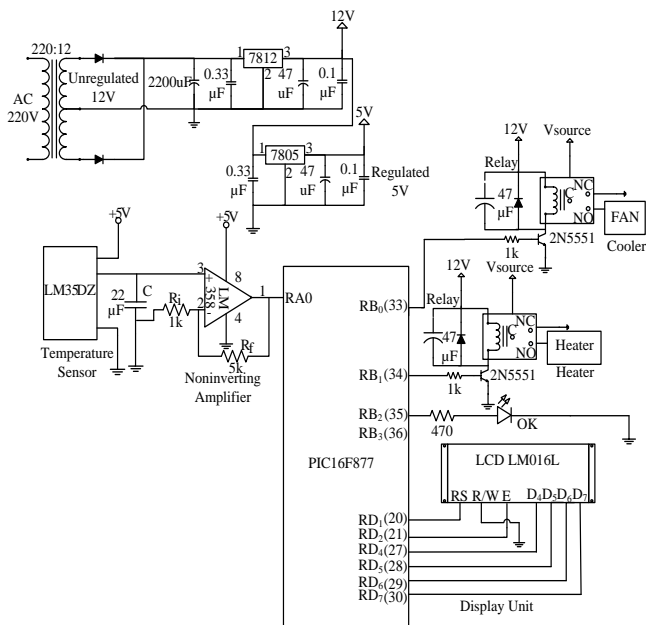 12V
220:12
1 7812 3
2
Unregulated
12V
2200uF
0.33
µF
47
uF
0.1
µF
AC
220V
5V
1 7805 3
2
0.33
µF
47
uF
0.1
µF
Regulated
5V
12V
Vsource
Relay
47
µF
C
NC
NO
FAN
Cooler
2N5551
1k
+5V
LM35DZ
22
µF
C
Temperature
Sensor
Ri
1k
+5V
3
+
2
-
LM
358
8
1
4
Rf
5k
Noninverting
Amplifier
RA0
PIC16F877
RB0(33)
RB1(34)
RB2(35)
RB3(36)
12V
Vsource
Relay
47
µF
C
NC
NO
Heater
Heater
2N5551
1k
470
OK
LCD LM016L
RS R/W E D4 D5 D6 D7
RD1(20)
RD2(21)
RD4(27)
RD5(28)
RD6(29)
RD7(30)
Display Unit